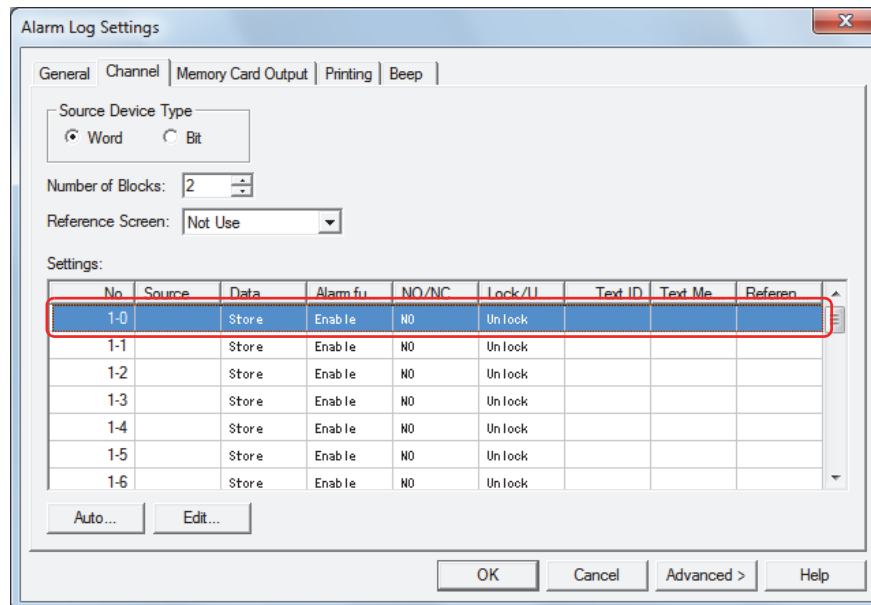 Alarm Log Settings
General Channel Memory Card Output Printing Beep
Source Device Type
Word Bit
Number of Blocks: 2
Reference Screen: Not Use
Settings:
No. Source Data Alarm fu NO/NC Lock/U Text ID Text Me Referen
1-0 Store Enable NO Unlock
1-1 Store Enable NO Unlock
1-2 Store Enable NO Unlock
1-3 Store Enable NO Unlock
1-4 Store Enable NO Unlock
1-5 Store Enable NO Unlock
1-6 Store Enable NO Unlock
Auto... Edit...
OK Cancel Advanced > Help